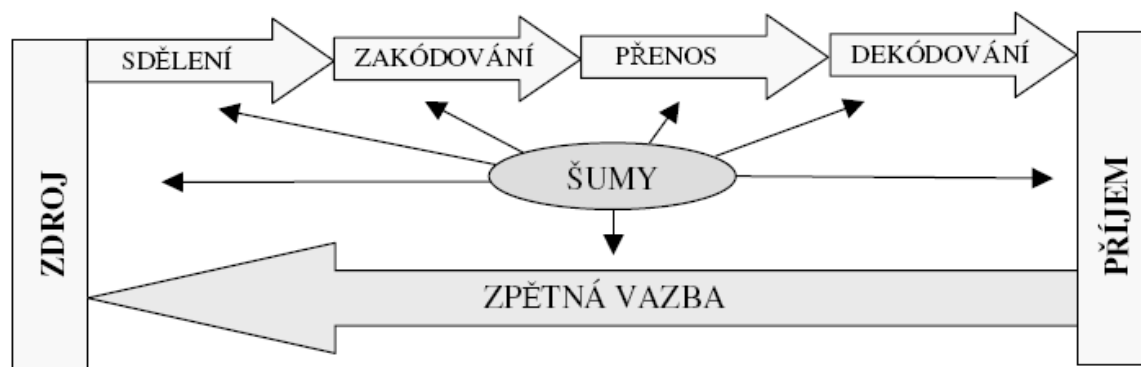 SDĚLENÍ
ZAKÓDOVÁNÍ
PŘENOS
DEKÓDOVÁNÍ
ZDROJ
ŠUMY
PŘÍJEM
ZPĚTNÁ VAZBA